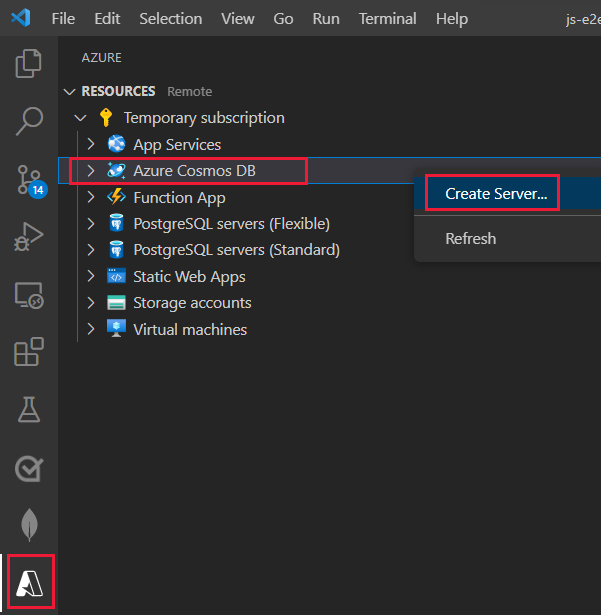 File Edit Selection View Go Run Terminal Help js-e2e
AZURE
RESOURCES Remote
Temporary subscription
App Services
Azure Cosmos DB
Create Server...
Function App
PostgreSQL servers (Flexible)
Refresh
PostgreSQL servers (Standard)
Static Web Apps
Storage accounts
Virtual machines
14